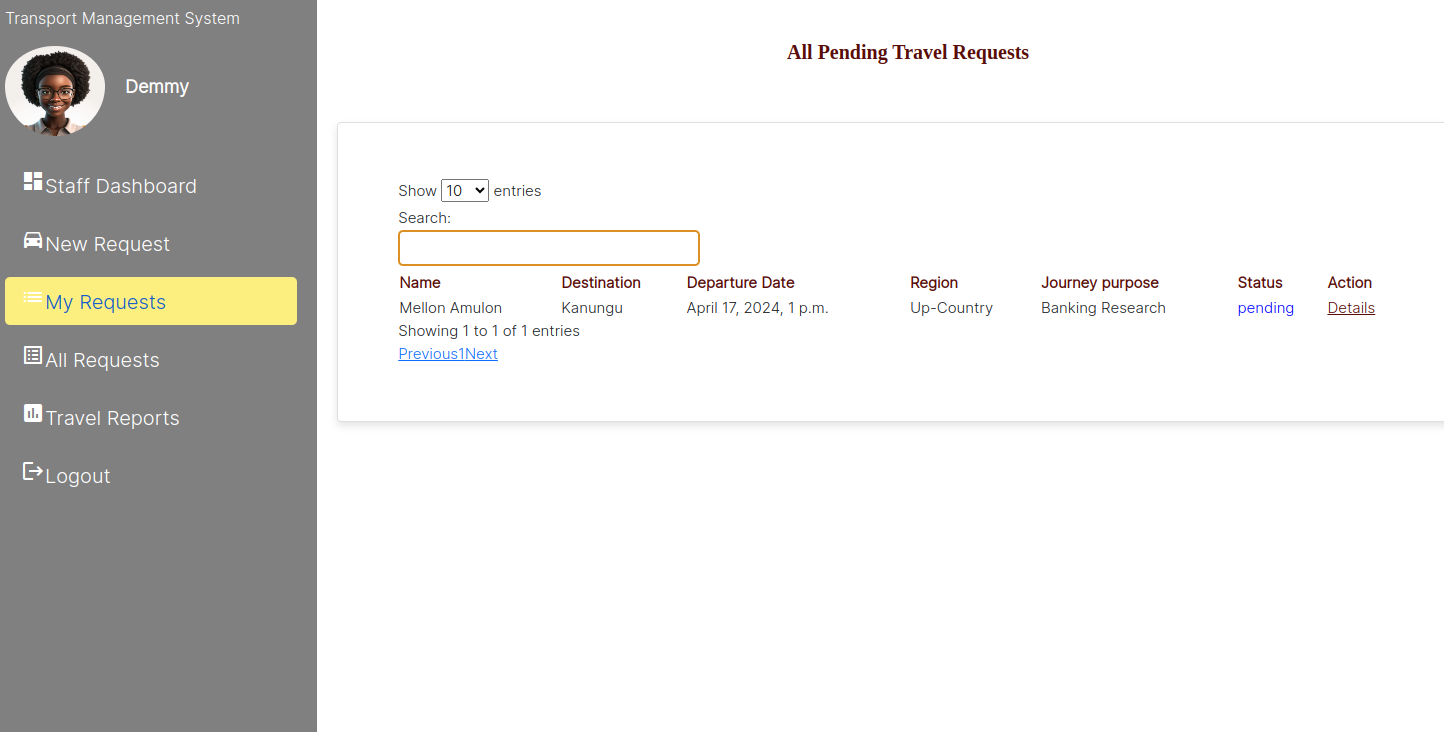 Transport Management System
Demmy
Staff Dashboard
New Request
My Requests
All Requests
Travel Reports
Logout
All Pending Travel Requests
Show 10 entries
Search:
Name Destination Departure Date Region Journey purpose Status Action
Mellon Amulon Kanungu April 17, 2024, 1 p.m. Up-Country Banking Research pending Details
Showing 1 to 1 of 1 entries
Previous1Next